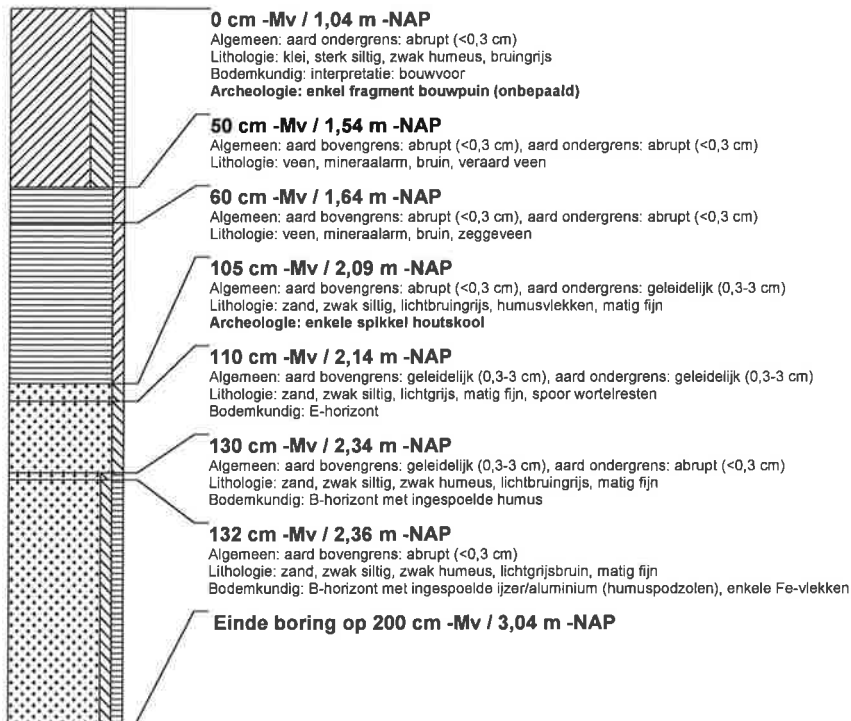 0 cm -Mv / 1,04 m -NAP
Algemeen: aard ondergrens: abrupt (<0,3 cm)
Lithologie: klei, sterk siltig, zwak humeus, bruingrijs
Bodemkundig: interpretatie: bouwvoor
Archeologie: enkel fragment bouwpuin (onbepaald)
50 cm -Mv / 1,54 m -NAP
Algemeen: aard bovengrens: abrupt (<0,3 cm), aard ondergrens: abrupt (<0,3 cm)
Lithologie: veen, mineraalarm, bruin, veraard veen
60 cm -Mv / 1,64 m -NAP
Algemeen: aard bovengrens: abrupt (<0,3 cm), aard ondergrens: abrupt (<0,3 cm)
Lithologie: veen, mineraalarm, bruin, zeggeveen
105 cm -Mv / 2,09 m -NAP
Algemeen: aard bovengrens: abrupt (<0,3 cm), aard ondergrens: geleidelijk (0,3-3 cm)
Lithologie: zand, zwak siltig, lichtbruingrijs, humusvlekken, matig fijn
Archeologie: enkele spikkel houtskool
110 cm -Mv / 2,14 m -NAP
Algemeen: aard bovengrens: geleidelijk (0,3-3 cm), aard ondergrens: geleidelijk (0,3-3 cm)
Lithologie: zand, zwak siltig, lichtgrijs, matig fijn, spoor wortelresten
Bodemkundig: E-horizont
130 cm -Mv / 2,34 m -NAP
Algemeen: aard bovengrens: geleidelijk (0,3-3 cm), aard ondergrens: abrupt (<0,3 cm)
Lithologie: zand, zwak siltig, zwak humeus, lichtbruingrijs, matig fijn
Bodemkundig: B-horizont met ingespoelde humus
132 cm -Mv / 2,36 m -NAP
Algemeen: aard bovengrens: abrupt (<0,3 cm)
Lithologie: zand, zwak siltig, zwak humeus, lichtgrijsbruin, matig fijn
Bodemkundig: B-horizont met ingespoelde ijzer/aluminium (humuspodzolen), enkele Fe-vlekken
Einde boring op 200 cm -Mv / 3,04 m -NAP